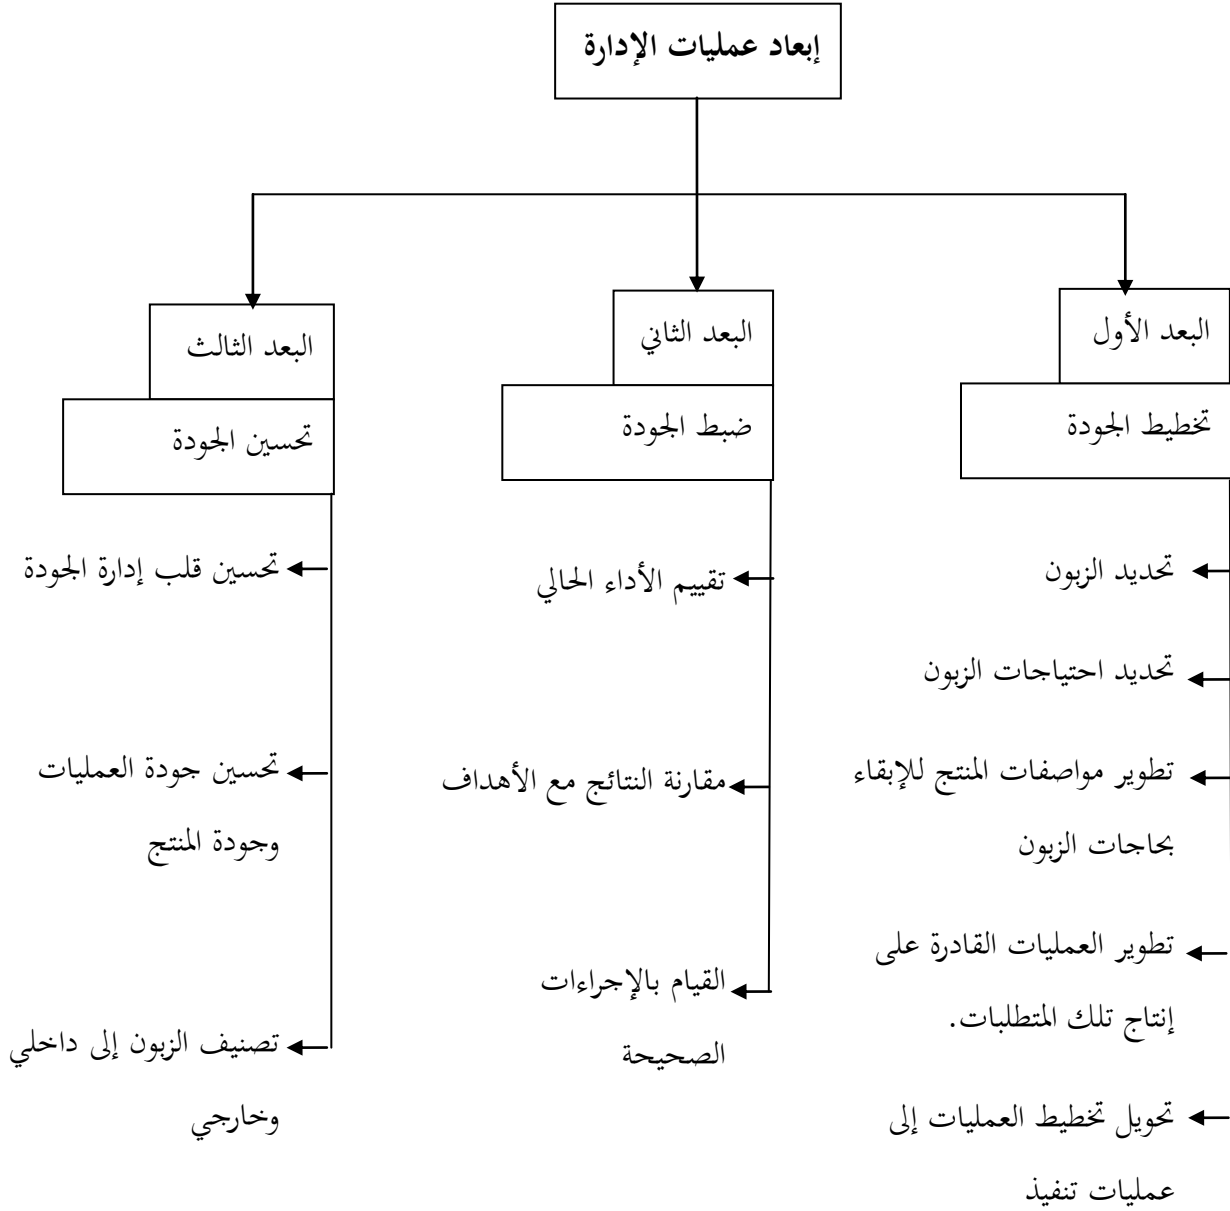 إبعاد عمليات الإدارة
البعد الأول
تخطيط الجودة
تحديد الزبون
تحديد احتياجات الزبون
تطوير مواصفات المنتج للإبقاء
بحاجات الزبون
تطوير العمليات القادرة على
إنتاج تلك المتطلبات.
تحويل تخطيط العمليات إلى
عمليات تنفيذ
البعد الثاني
ضبط الجودة
تقييم الأداء الحالي
مقارنة النتائج مع الأهداف
القيام بالإجراءات
الصحيحة
البعد الثالث
تحسين الجودة
تحسين قلب إدارة الجودة
تحسين جودة العمليات
وجودة المنتج
تصنيف الزبون إلى داخلي
وخارجي